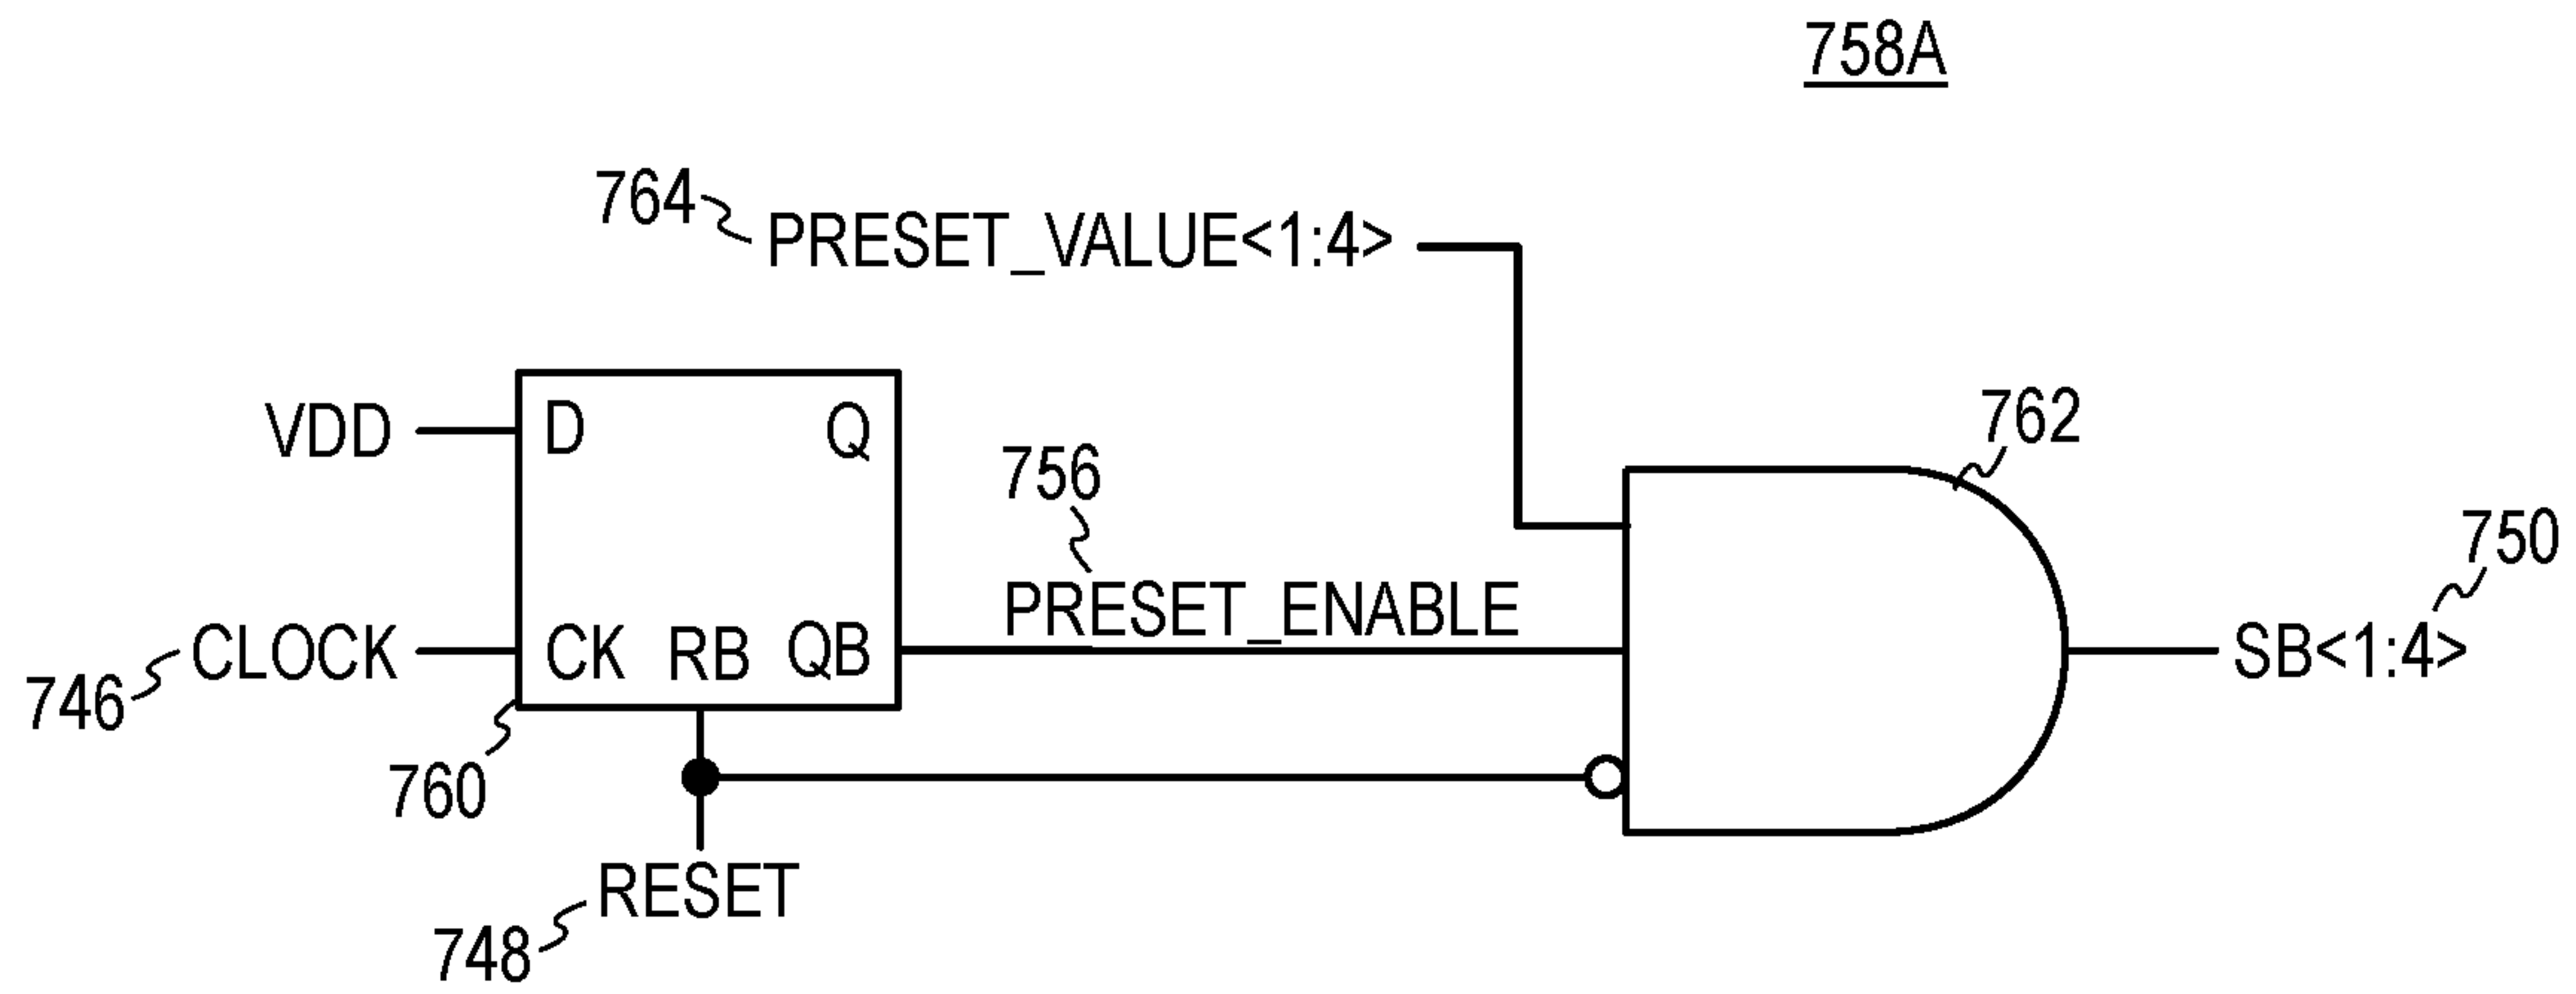 758A
764 PRESET_VALUE<1:4>
762
VDD D Q
756
750
PRESET_ENABLE
746 CLOCK CK RB QB SB<1:4>
760
RESET
748